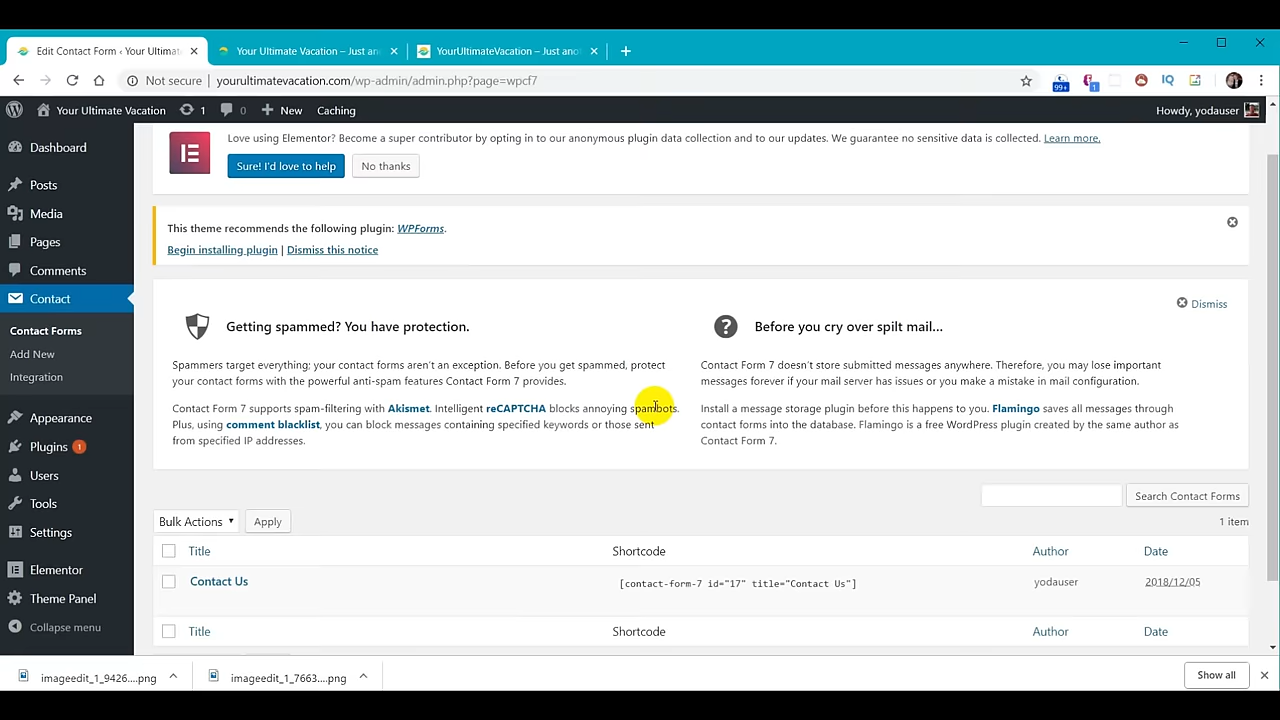 Edit Contact Form ‹ Your Ultima
Your Ultimate Vacation – Just an
YourUltimateVacation – Just ano
Not secure | yourultimatevacation.com/wp-admin/admin.php?page=wpcf7
99+
1
IQ
Your Ultimate Vacation
1
0
New
Caching
Howdy, yodauser
Dashboard
Posts
Media
Pages
Comments
Contact
Contact Forms
Add New
Integration
Appearance
Plugins 1
Users
Tools
Settings
Elementor
Theme Panel
Collapse menu
Love using Elementor? Become a super contributor by opting in to our anonymous plugin data collection and to our updates. We guarantee no sensitive data is collected. Learn more.
Sure! I'd love to help
No thanks
This theme recommends the following plugin: WPForms.
Begin installing plugin | Dismiss this notice
Dismiss
Getting spammed? You have protection.
Spammers target everything; your contact forms aren't an exception. Before you get spammed, protect
your contact forms with the powerful anti-spam features Contact Form 7 provides.
Contact Form 7 supports spam-filtering with Akismet. Intelligent reCAPTCHA blocks annoying spambots.
Plus, using comment blacklist, you can block messages containing specified keywords or those sent
from specified IP addresses.
Before you cry over spilt mail…
Contact Form 7 doesn't store submitted messages anywhere. Therefore, you may lose important
messages forever if your mail server has issues or you make a mistake in mail configuration.
Install a message storage plugin before this happens to you. Flamingo saves all messages through
contact forms into the database. Flamingo is a free WordPress plugin created by the same author as
Contact Form 7.
Search Contact Forms
Bulk Actions
Apply
1 item
Title Shortcode Author Date
Contact Us [contact-form-7 id="17" title="Contact Us"] yodauser 2018/12/05
Title Shortcode Author Date
imageedit_1_9426....png
imageedit_1_7663....png
Show all